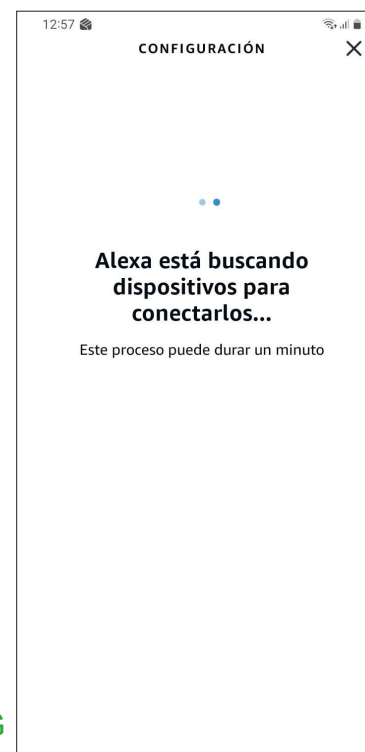 12:57
CONFIGURACIÓN
Alexa está buscando
dispositivos para
conectarlos...
Este proceso puede durar un minuto
G